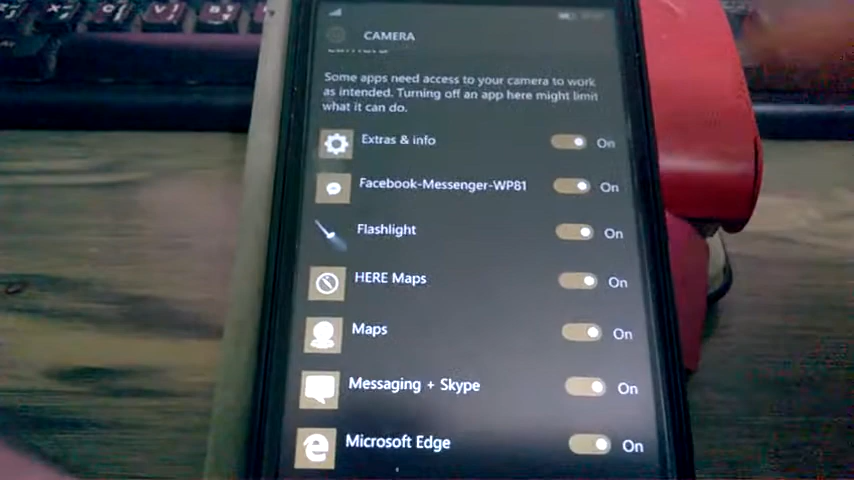 CAMERA
Some apps need access to your camera to work
as intended. Turning off an app here might limit
what it can do.
Extras & info On
Facebook-Messenger-WP81 On
Flashlight On
HERE Maps On
Maps On
Messaging + Skype On
Microsoft Edge On